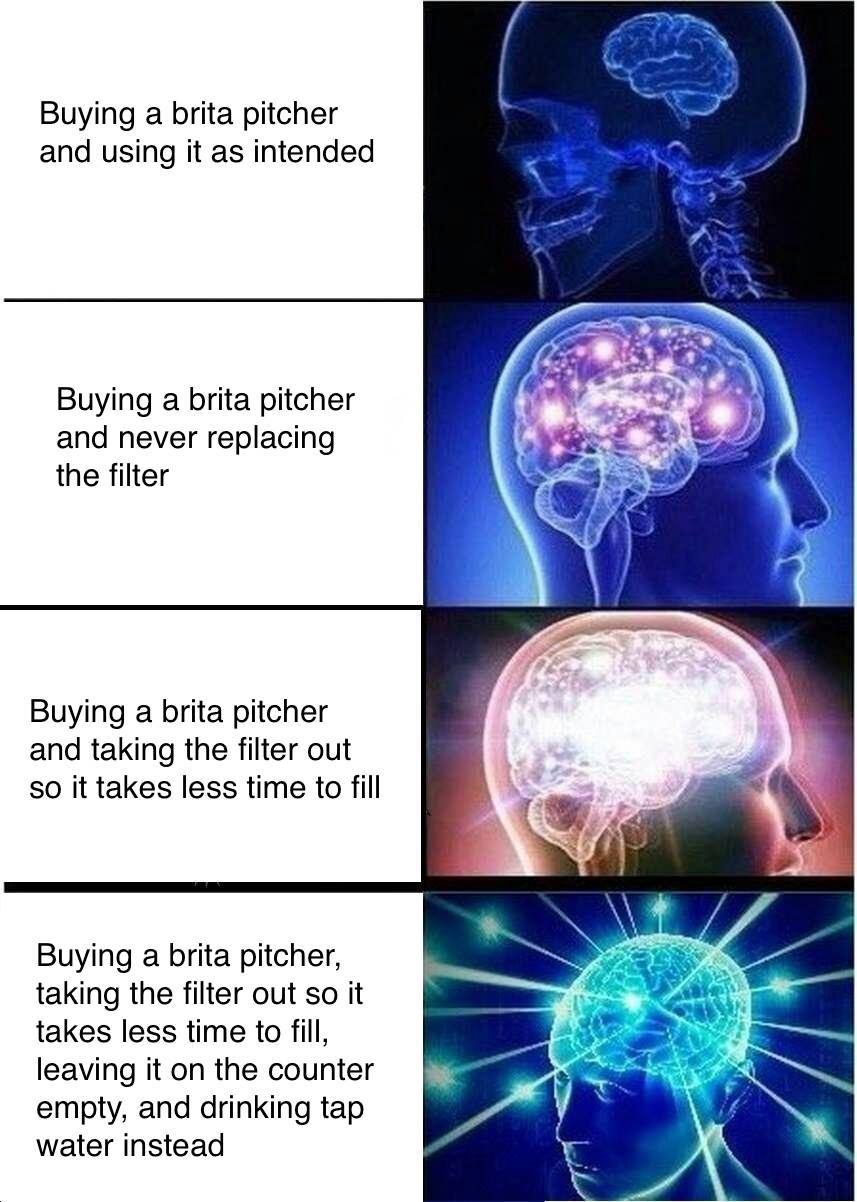 Buying a brita pitcher
and using it as intended
Buying a brita pitcher
and never replacing
the filter
Buying a brita pitcher
and taking the filter out
so it takes less time to fill
Buying a brita pitcher,
taking the filter out so it
takes less time to fill,
leaving it on the counter
empty, and drinking tap
water instead